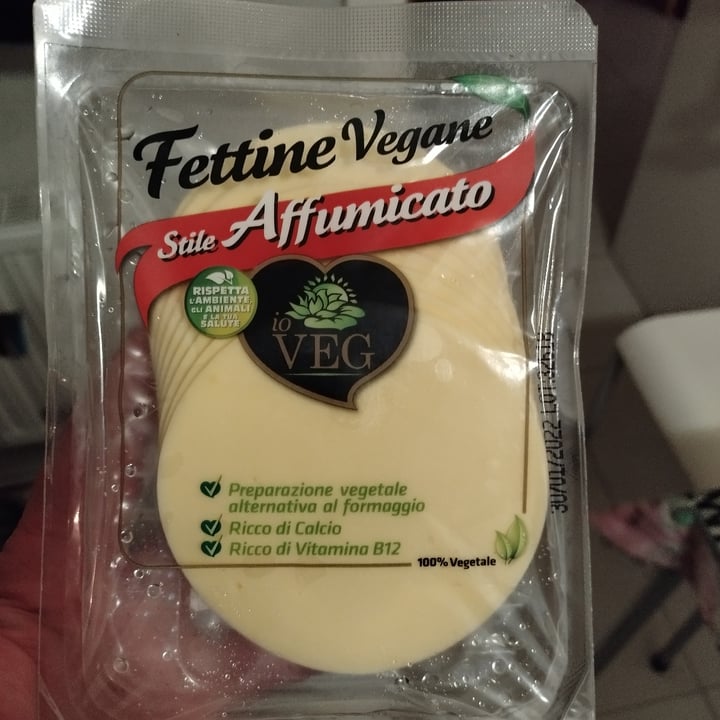 Fettine Vegane
Stile Affumicato
RISPETTA
L'AMBIENTE,
GLI ANIMALI
E LA TUA
SALUTE
io
VEG
Preparazione vegetale
alternativa al formaggio
Ricco di Calcio
Ricco di Vitamina B12
100% Vegetale
30/01/2022